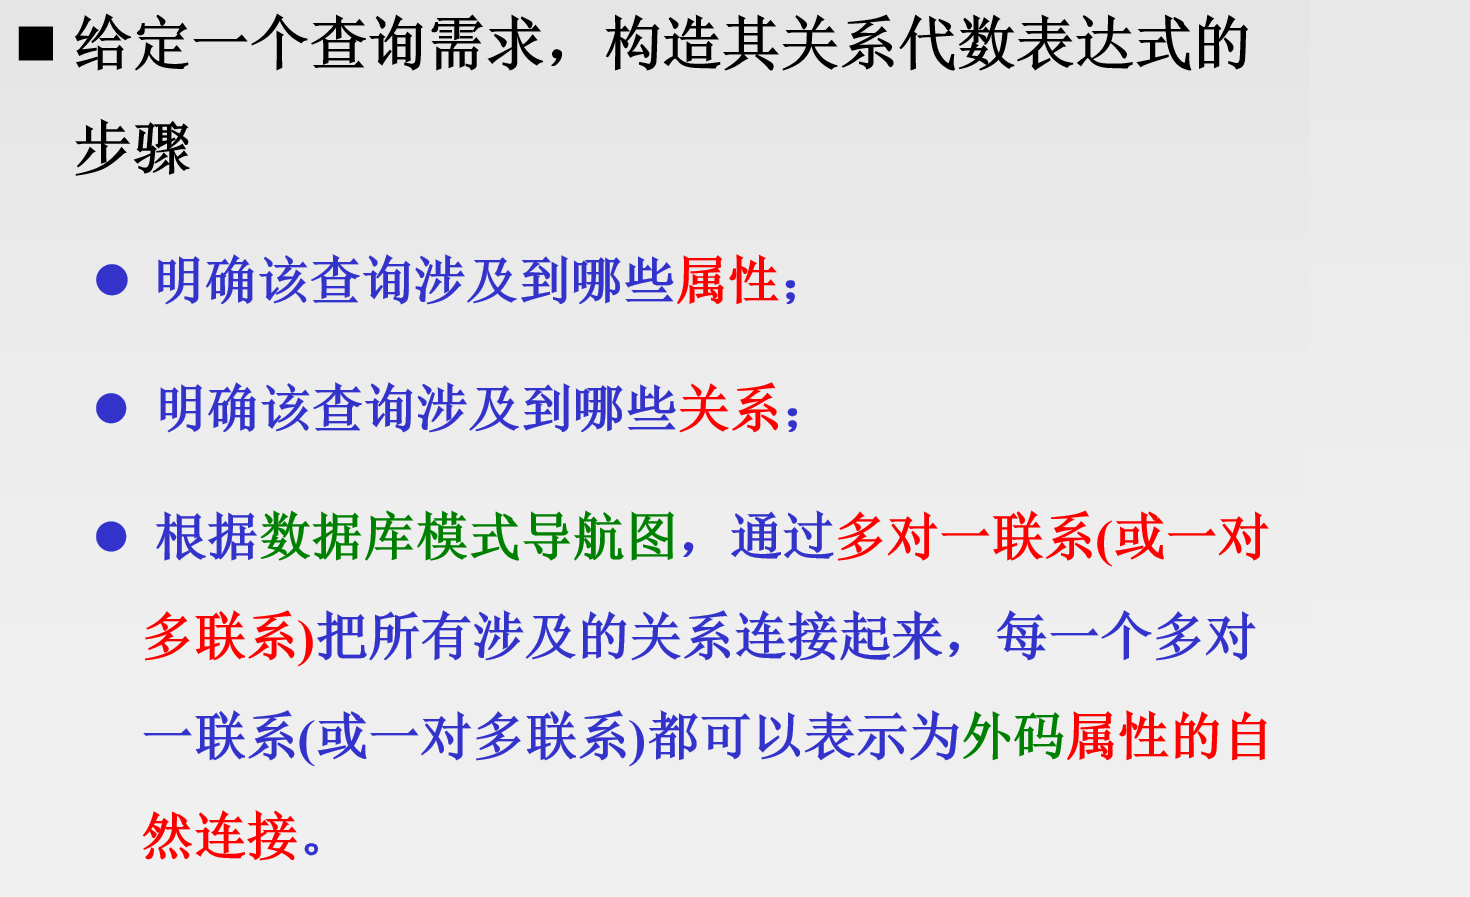 ■ 给定一个查询需求，构造其关系代数表达式的
步骤
● 明确该查询涉及到哪些属性；
● 明确该查询涉及到哪些关系；
● 根据数据库模式导航图，通过多对一联系(或一对
多联系)把所有涉及的关系连接起来，每一个多对
一联系(或一对多联系)都可以表示为外码属性的自
然连接。